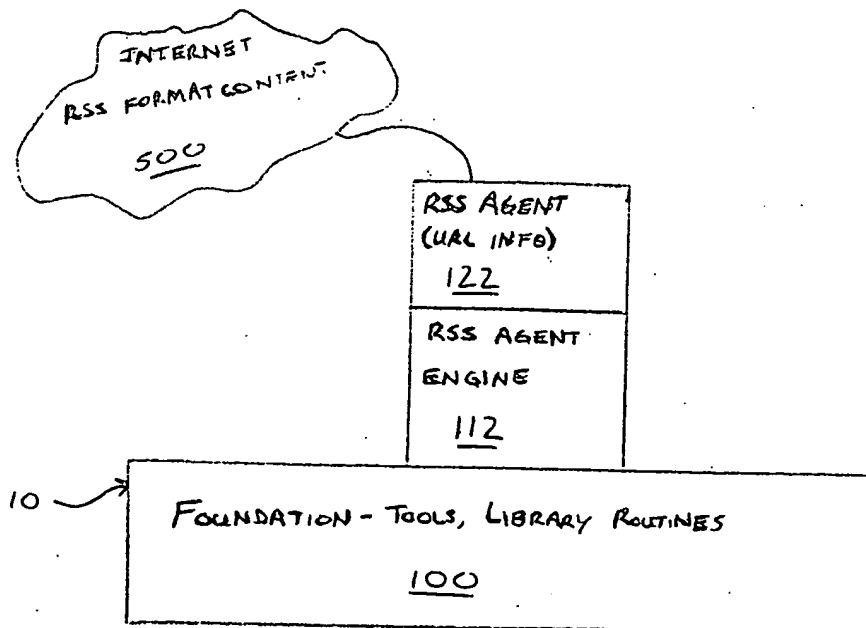 INTERNET
RSS FORMAT CONTENT
500
RSS AGENT
(URL INFO)
122
RSS AGENT
ENGINE
112
10
FOUNDATION - TOOLS, LIBRARY ROUTINES
100